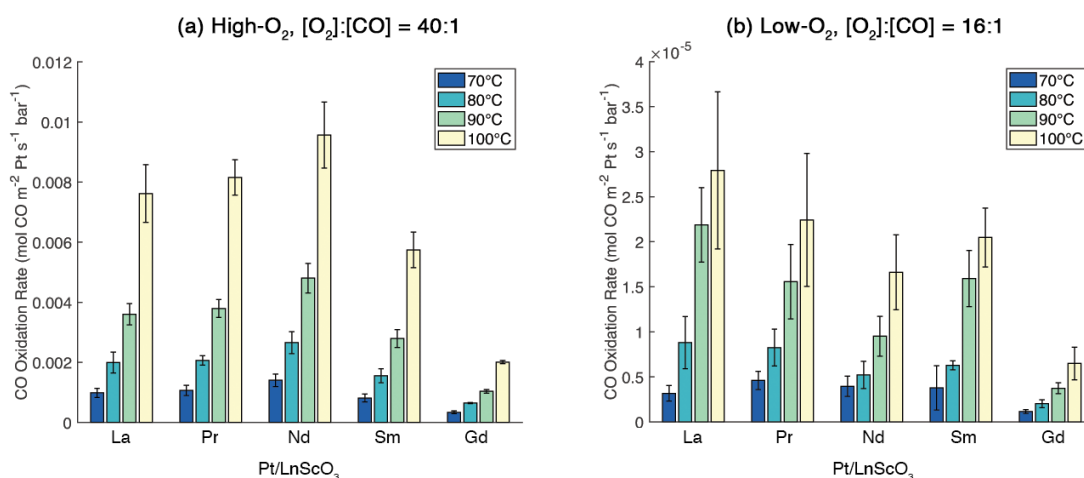 (a) High-O₂, [O₂]:[CO] = 40:1
CO Oxidation Rate (mol CO m⁻² Pt s⁻¹ bar⁻¹)
0.012
0.01
0.008
0.006
0.004
0.002
0
70°C
80°C
90°C
100°C
La Pr Nd Sm Gd
Pt/LnScO₃
(b) Low-O₂, [O₂]:[CO] = 16:1
CO Oxidation Rate (mol CO m⁻² Pt s⁻¹ bar⁻¹)
×10⁻⁵
4
3.5
3
2.5
2
1.5
1
0.5
0
70°C
80°C
90°C
100°C
La Pr Nd Sm Gd
Pt/LnScO₃